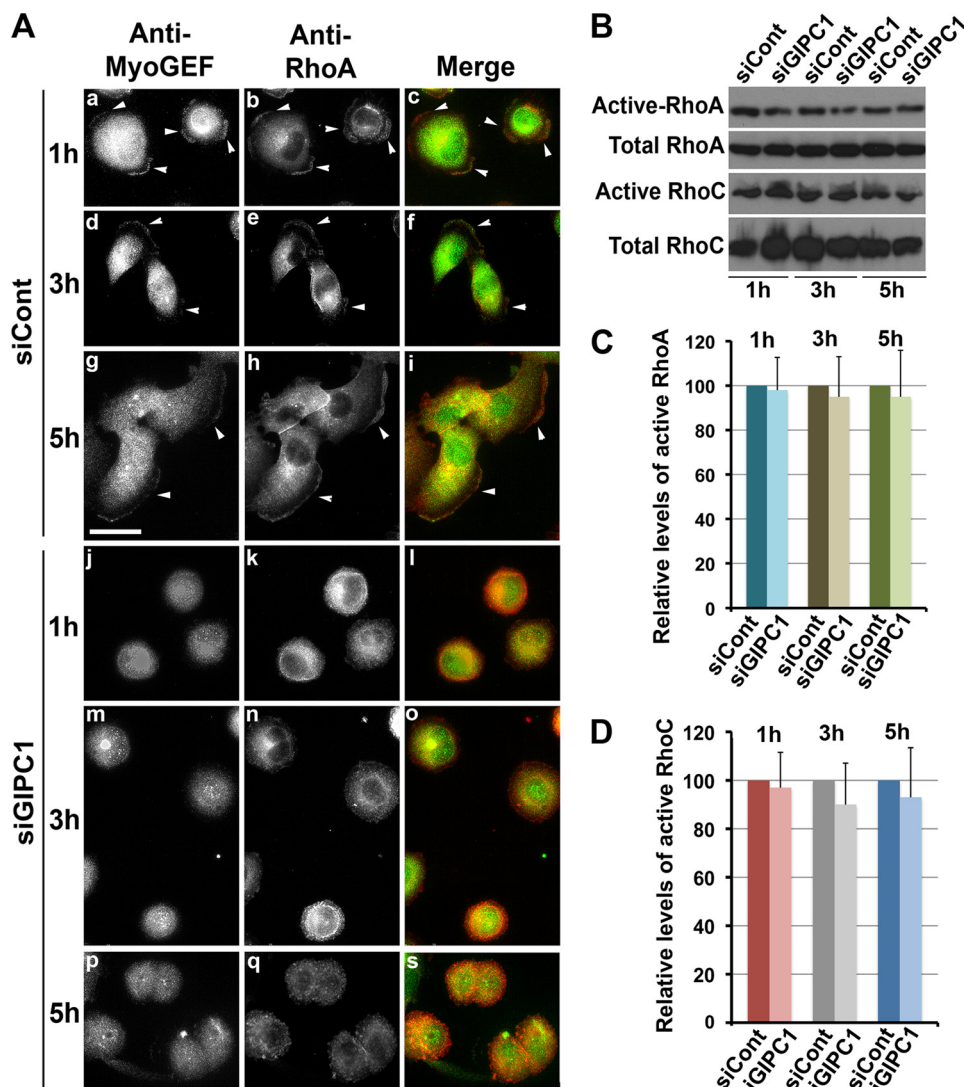 A
Anti-
MyoGEF
Anti-
RhoA
Merge
siCont
1h
a
b
c
3h
d
e
f
5h
g
h
i
siGIPC1
1h
j
k
l
3h
m
n
o
5h
p
q
s
B
siCont
siGIPC1
siCont
siGIPC1
siCont
siGIPC1
Active-RhoA
Total RhoA
Active RhoC
Total RhoC
1h
3h
5h
C
Relative levels of active RhoA
120
100
80
60
40
20
0
1h
3h
5h
siCont
siGIPC1
siCont
siGIPC1
siCont
siGIPC1
D
Relative levels of active RhoC
120
100
80
60
40
20
0
1h
3h
5h
siCont
siGIPC1
siCont
siGIPC1
siCont
siGIPC1